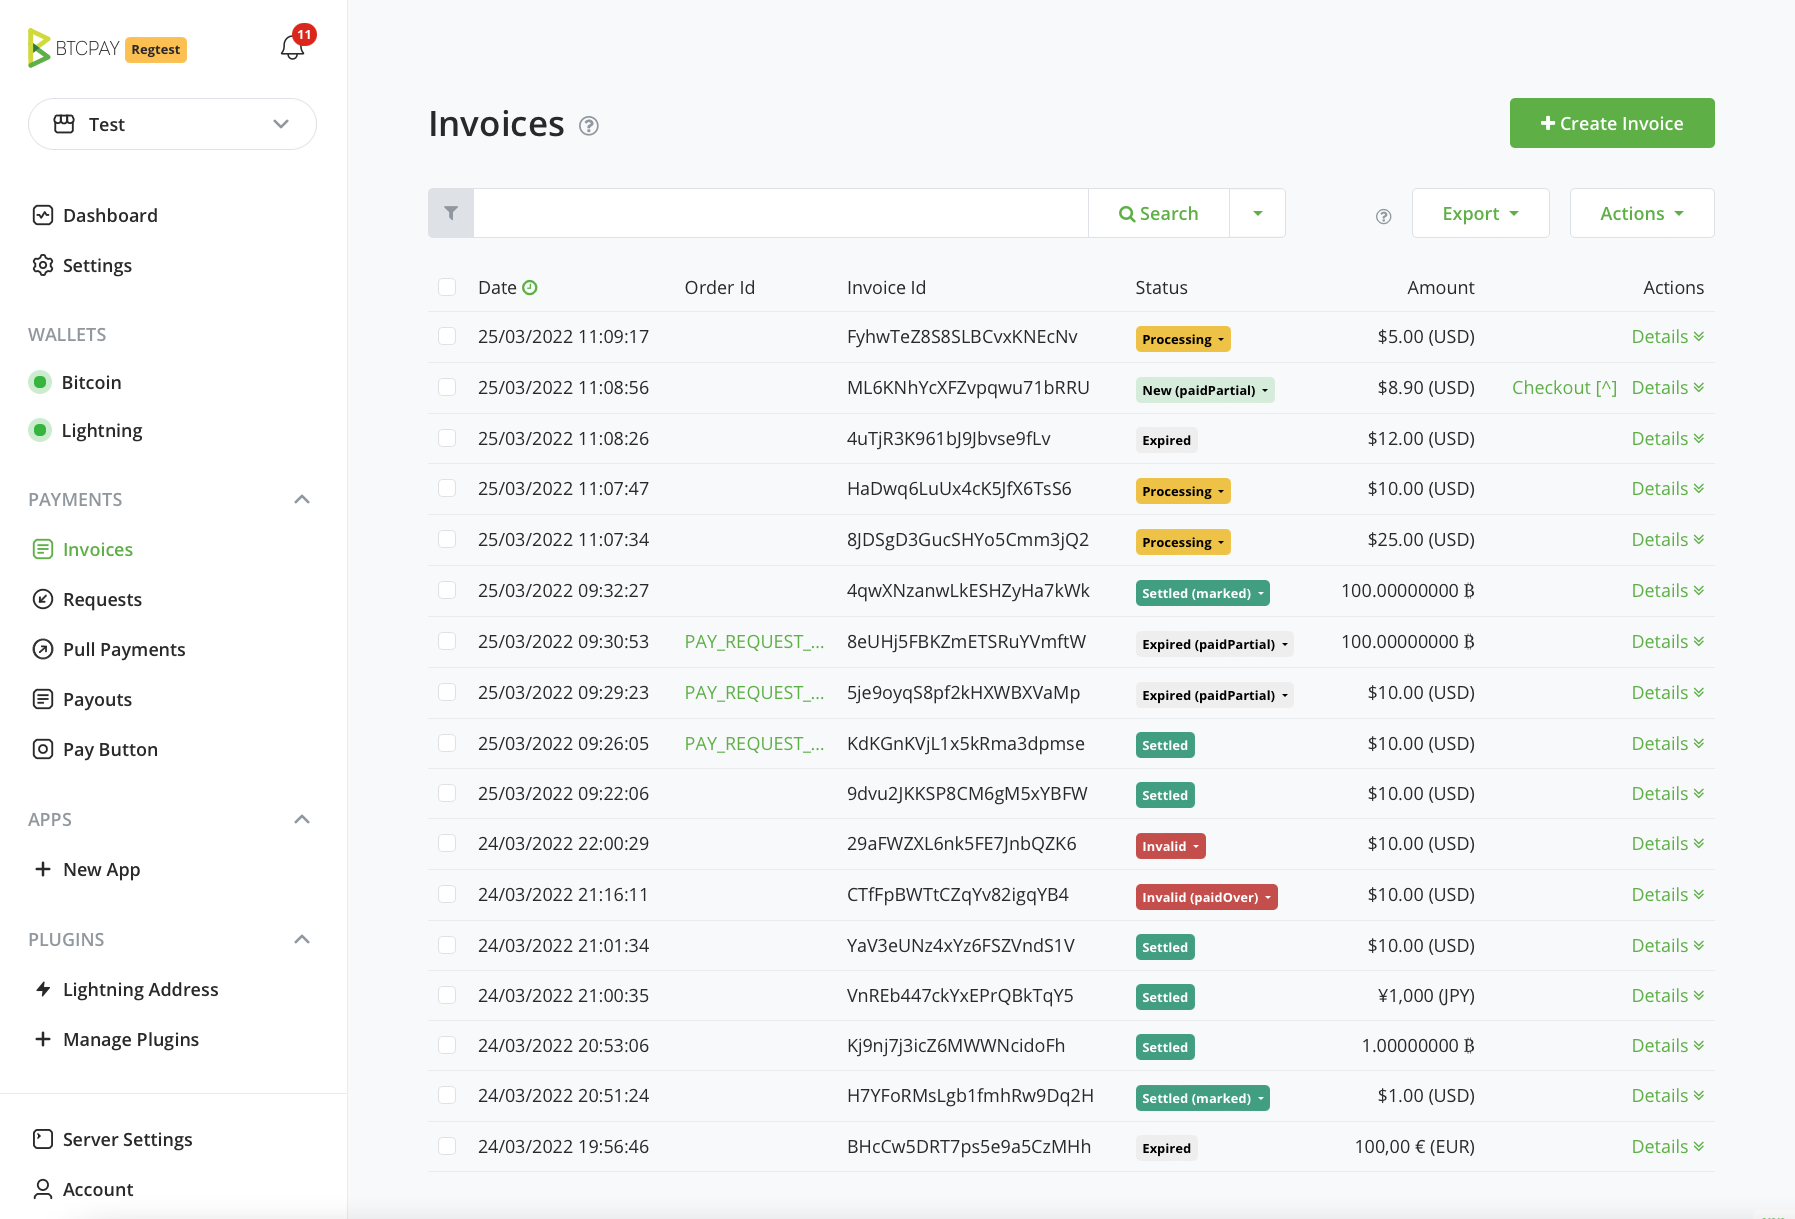 BTCPAY Regtest 11
Test
Dashboard
Settings
WALLETS
Bitcoin
Lightning
PAYMENTS
Invoices
Requests
Pull Payments
Payouts
Pay Button
APPS
New App
PLUGINS
Lightning Address
Manage Plugins
Server Settings
Account
Invoices ?
+ Create Invoice
Search ? Export Actions
Date Order Id Invoice Id Status Amount Actions
25/03/2022 11:09:17 FyhwTeZ8S8SLBCvxKNEcNv Processing $5.00 (USD) Details
25/03/2022 11:08:56 ML6KNhYcXFZvpqwu71bRRU New (paidPartial) $8.90 (USD) Checkout [^] Details
25/03/2022 11:08:26 4uTjR3K961bJ9Jbvse9fLv Expired $12.00 (USD) Details
25/03/2022 11:07:47 HaDwq6LuUx4cK5JfX6TsS6 Processing $10.00 (USD) Details
25/03/2022 11:07:34 8JDSgD3GucSHYo5Cmm3jQ2 Processing $25.00 (USD) Details
25/03/2022 09:32:27 4qwXNzanwLkESHZyHa7kWk Settled (marked) 100.00000000 ₿ Details
25/03/2022 09:30:53 PAY_REQUEST_... 8eUHj5FBKZmETSRuYVmftW Expired (paidPartial) 100.00000000 ₿ Details
25/03/2022 09:29:23 PAY_REQUEST_... 5je9oyqS8pf2kHXWBXVaMp Expired (paidPartial) $10.00 (USD) Details
25/03/2022 09:26:05 PAY_REQUEST_... KdKGnKVjL1x5kRma3dpmse Settled $10.00 (USD) Details
25/03/2022 09:22:06 9dvu2JKKSP8CM6gM5xYBFW Settled $10.00 (USD) Details
24/03/2022 22:00:29 29aFWZXL6nk5FE7JnbQZK6 Invalid $10.00 (USD) Details
24/03/2022 21:16:11 CTfFpBWTtCZqYv82igqYB4 Invalid (paidOver) $10.00 (USD) Details
24/03/2022 21:01:34 YaV3eUNz4xYz6FSZVndS1V Settled $10.00 (USD) Details
24/03/2022 21:00:35 VnREb447ckYxEPrQBkTqY5 Settled ¥1,000 (JPY) Details
24/03/2022 20:53:06 Kj9nj7j3icZ6MWWNcidoFh Settled 1.00000000 ₿ Details
24/03/2022 20:51:24 H7YFoRMsLgb1fmhRw9Dq2H Settled (marked) $1.00 (USD) Details
24/03/2022 19:56:46 BHcCw5DRT7ps5e9a5CzMHh Expired 100,00 € (EUR) Details